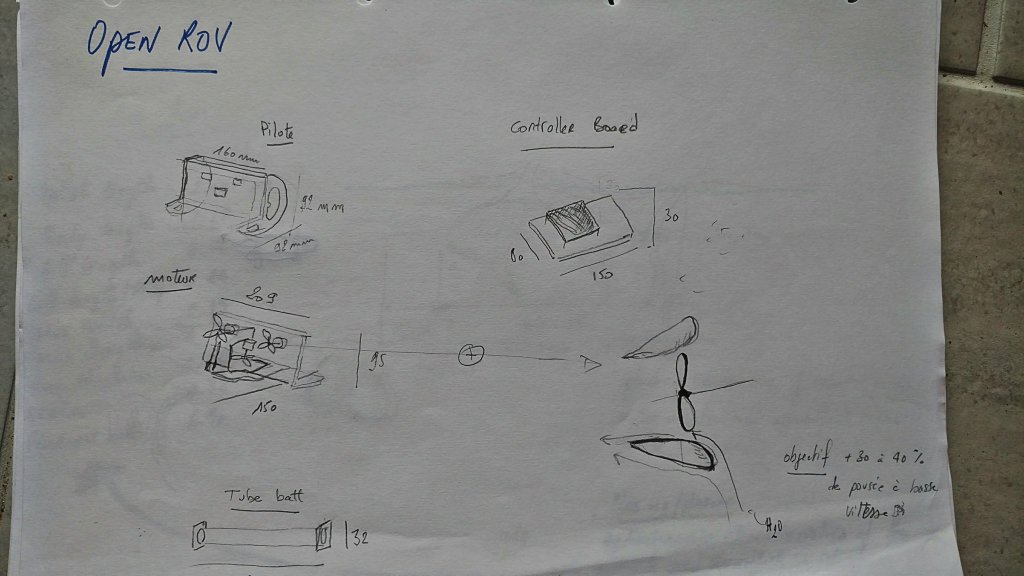 OPEN ROV
Pilote
160 mm
92 mm
92 mm
Controller Board
30
80
150
moteur
209
95
150
+
objectif + 30 à 40 %
de poussée à basse
vitesse
H2O
Tube batt
32